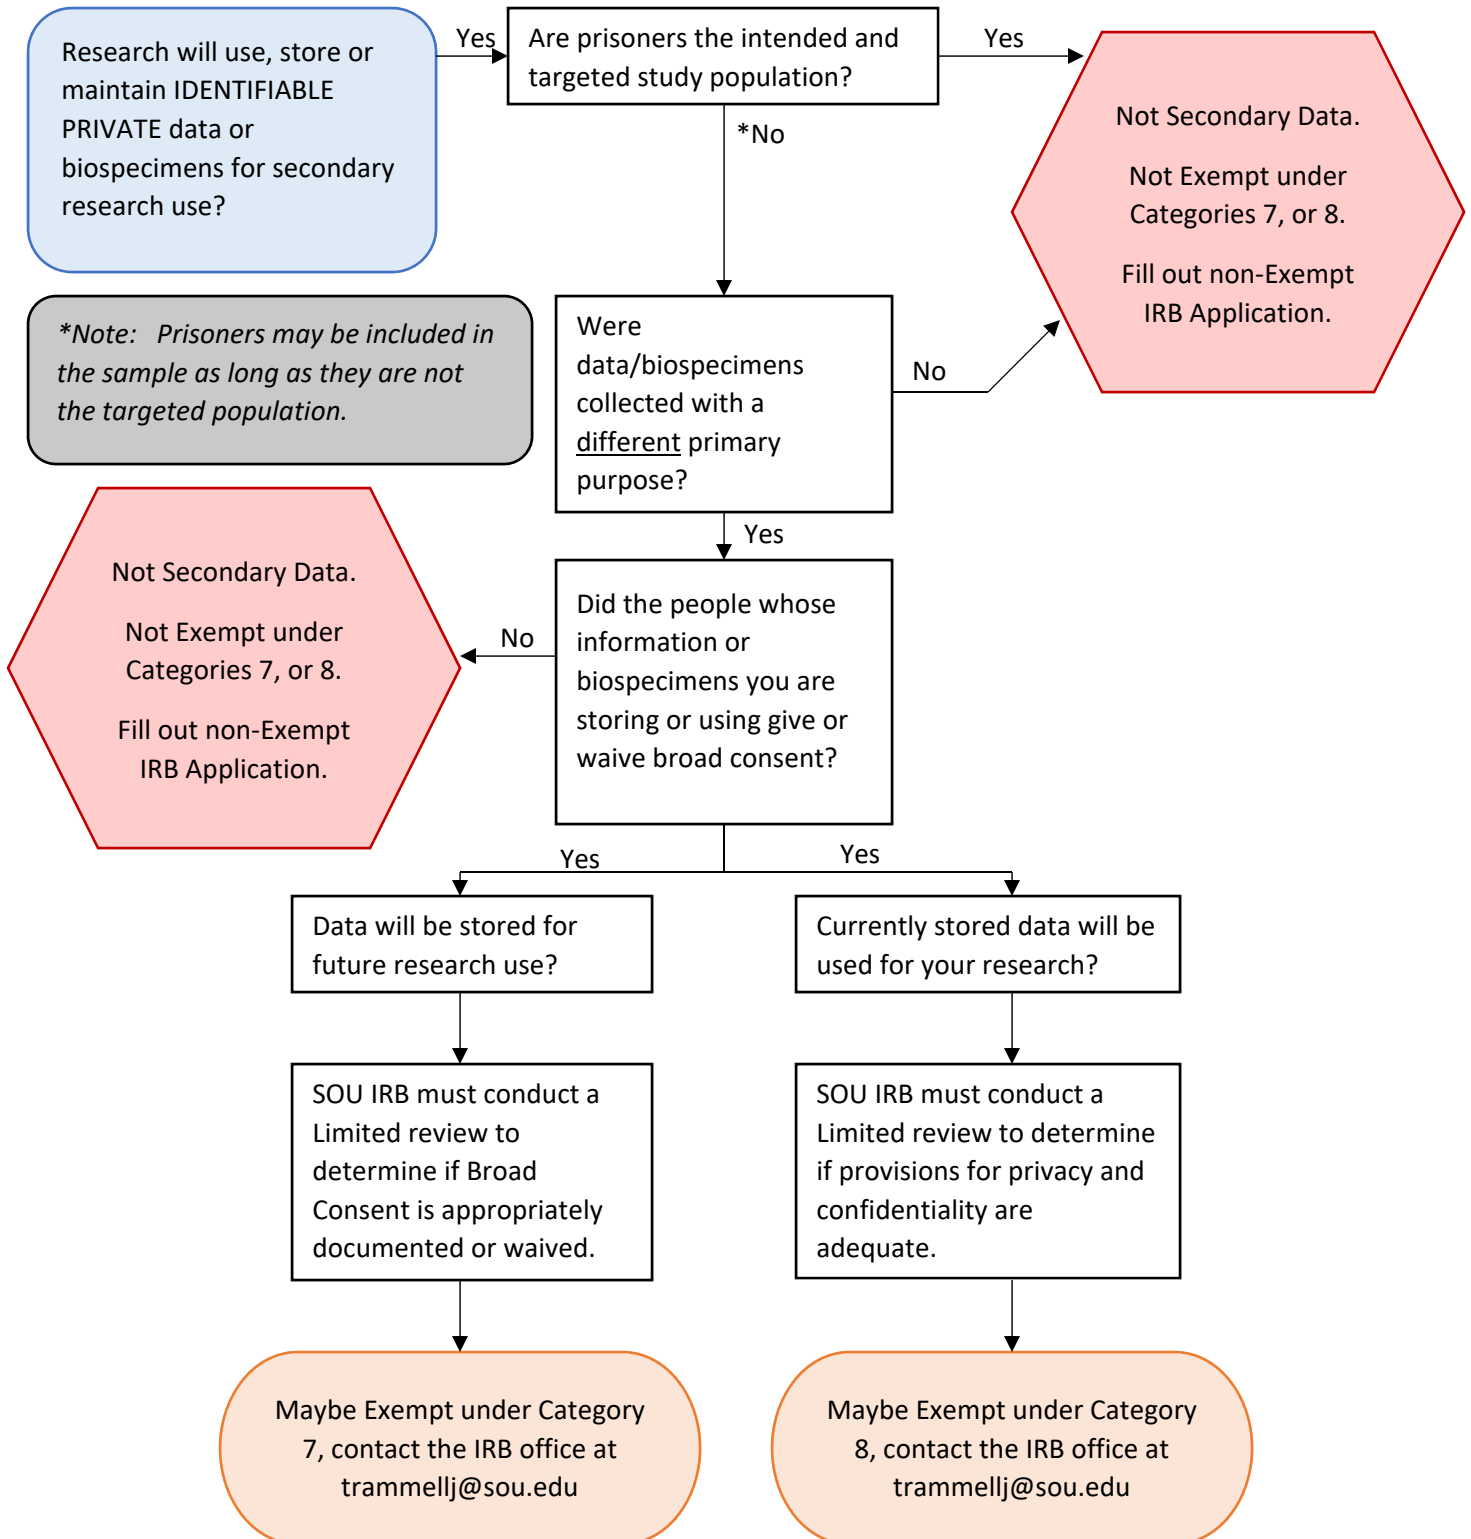 Research will use, store or
maintain IDENTIFIABLE
PRIVATE data or
biospecimens for secondary
research use?
Yes
Are prisoners the intended and
targeted study population?
Yes
*No
Not Secondary Data.
Not Exempt under
Categories 7, or 8.
Fill out non-Exempt
IRB Application.
*Note:   Prisoners may be included in
the sample as long as they are not
the targeted population.
Were
data/biospecimens
collected with a
different primary
purpose?
No
Yes
Not Secondary Data.
Not Exempt under
Categories 7, or 8.
Fill out non-Exempt
IRB Application.
No
Did the people whose
information or
biospecimens you are
storing or using give or
waive broad consent?
Yes
Yes
Data will be stored for
future research use?
Currently stored data will be
used for your research?
SOU IRB must conduct a
Limited review to
determine if Broad
Consent is appropriately
documented or waived.
SOU IRB must conduct a
Limited review to determine
if provisions for privacy and
confidentiality are
adequate.
Maybe Exempt under Category
7, contact the IRB office at
trammellj@sou.edu
Maybe Exempt under Category
8, contact the IRB office at
trammellj@sou.edu